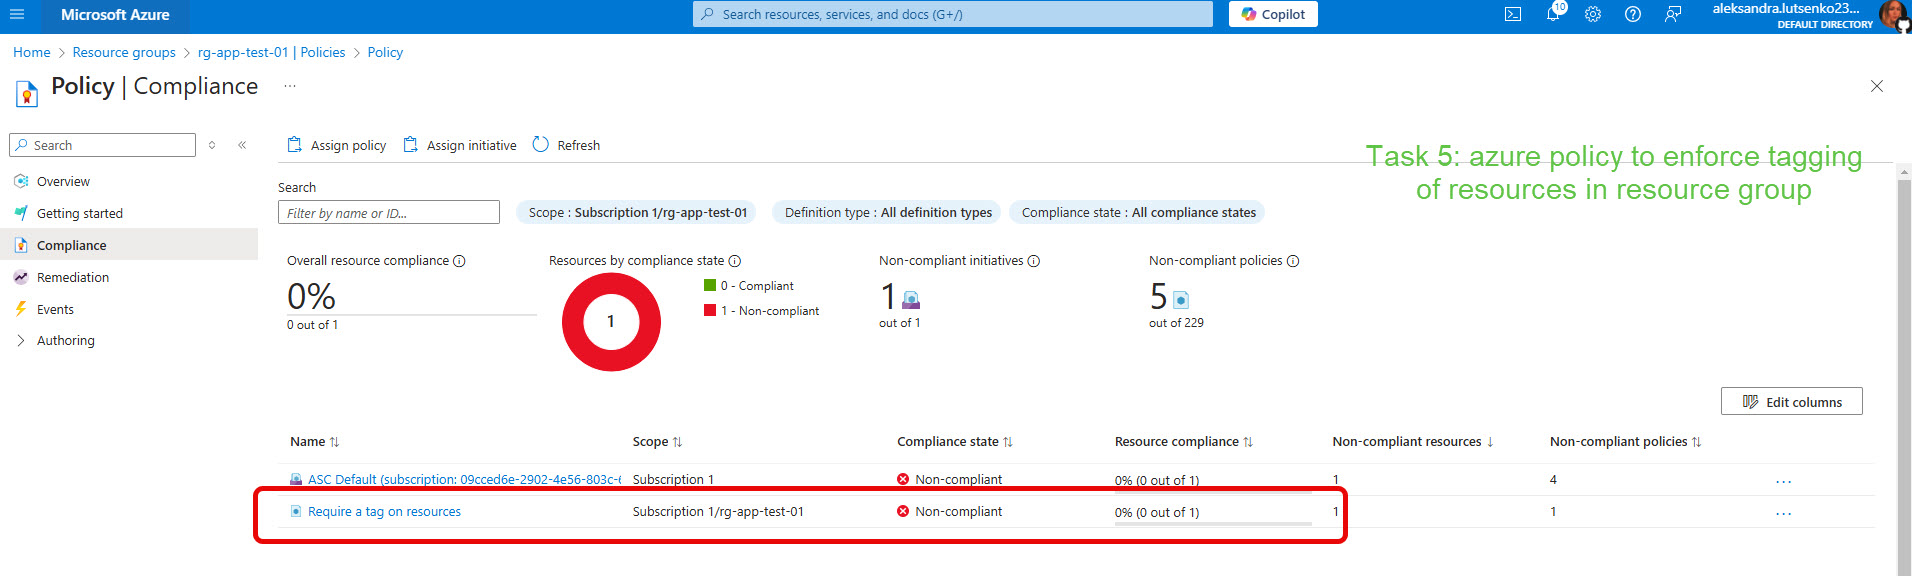 Microsoft Azure
Search resources, services, and docs (G+/)
Copilot
10
aleksandra.lutsenko23...
DEFAULT DIRECTORY
Home > Resource groups > rg-app-test-01 | Policies > Policy
Policy | Compliance ...
Search
«
Assign policy
Assign initiative
Refresh
Task 5: azure policy to enforce tagging
of resources in resource group
Overview
Getting started
Compliance
Remediation
Events
Authoring
Search
Filter by name or ID...
Scope : Subscription 1/rg-app-test-01
Definition type : All definition types
Compliance state : All compliance states
Overall resource compliance
0%
0 out of 1
Resources by compliance state
1
0 - Compliant
1 - Non-compliant
Non-compliant initiatives
1
out of 1
Non-compliant policies
5
out of 229
Edit columns
Name Scope Compliance state Resource compliance Non-compliant resources Non-compliant policies
ASC Default (subscription: 09cced6e-2902-4e56-803c-6 Subscription 1 Non-compliant 0% (0 out of 1) 1 4 ...
Require a tag on resources Subscription 1/rg-app-test-01 Non-compliant 0% (0 out of 1) 1 1 ...